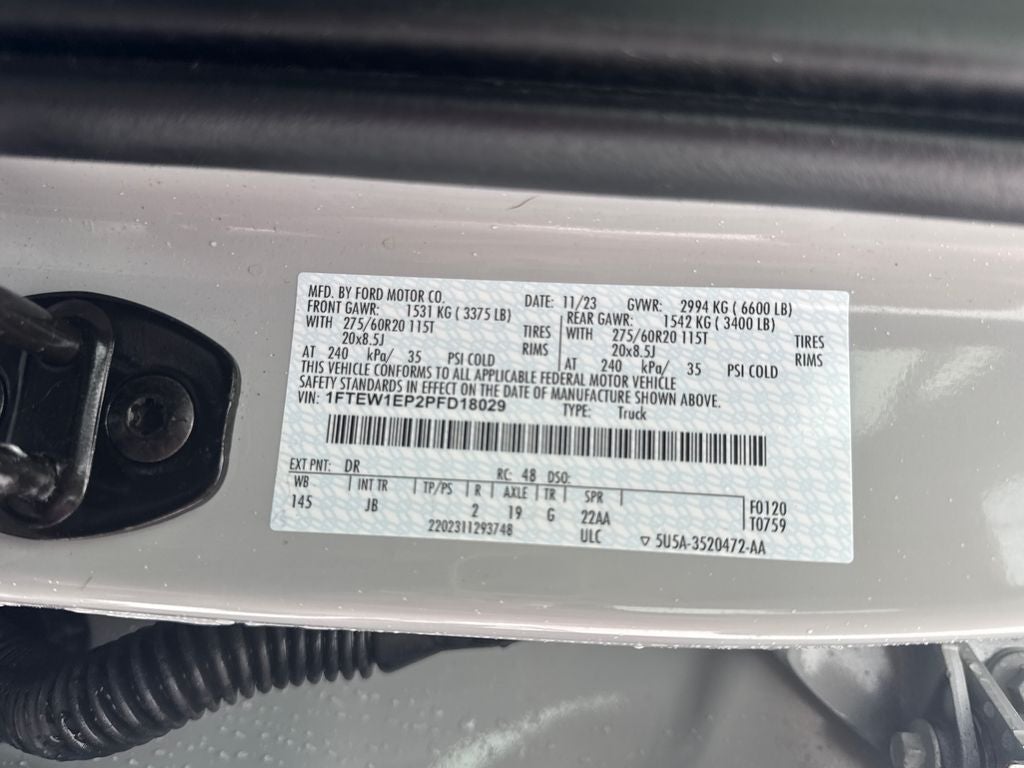 MFD. BY FORD MOTOR CO. DATE: 11/23 GVWR: 2994 KG ( 6600 LB)
FRONT GAWR: 1531 KG ( 3375 LB) REAR GAWR: 1542 KG ( 3400 LB)
WITH 275/60R20 115T TIRES WITH 275/60R20 115T TIRES
20x8.5J RIMS 20x8.5J RIMS
AT 240 kPa/ 35 PSI COLD AT 240 kPa/ 35 PSI COLD
THIS VEHICLE CONFORMS TO ALL APPLICABLE FEDERAL MOTOR VEHICLE
SAFETY STANDARDS IN EFFECT ON THE DATE OF MANUFACTURE SHOWN ABOVE.
VIN: 1FTEW1EP2PFD18029 TYPE: Truck
EXT PNT: DR RC: 48 DSO:
WB INT TR TP/PS R AXLE TR SPR F0120
145 JB 2 19 G 22AA T0759
2202311293748 ULC ▽ 5U5A-3520472-AA